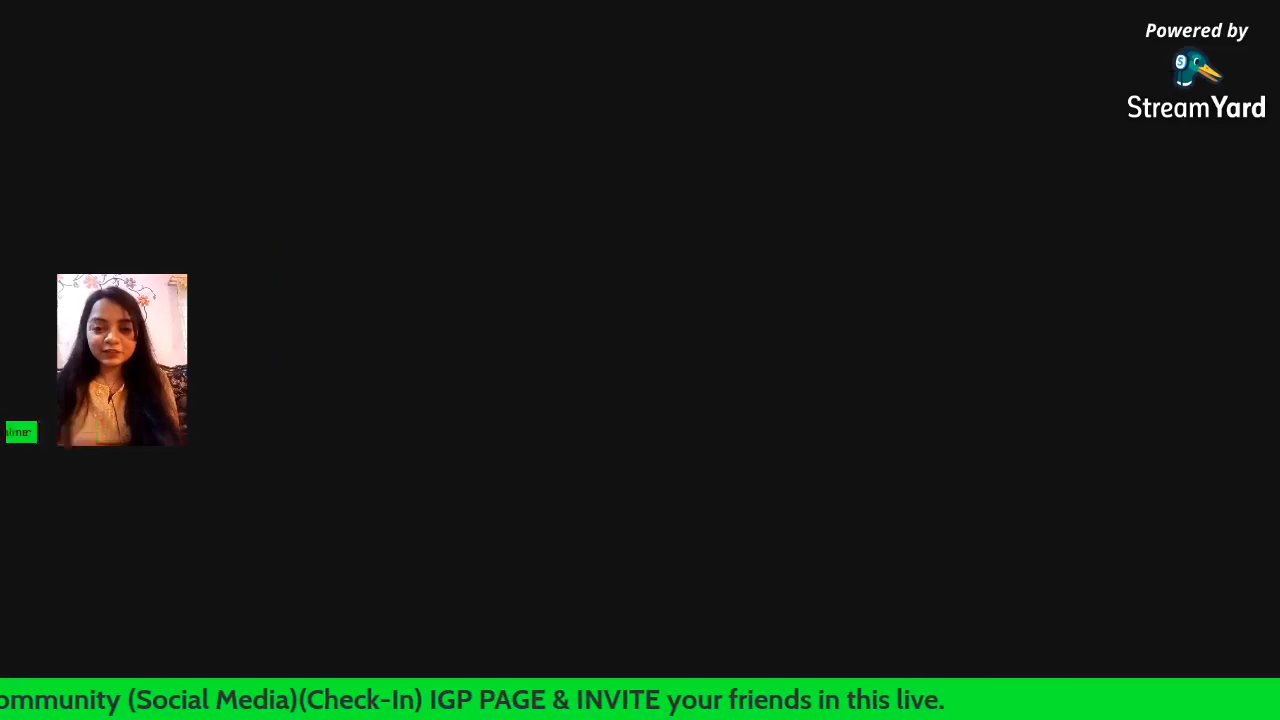 Powered by
StreamYard
ommunity (Social Media)(Check-In) IGP PAGE & INVITE your friends in this live.